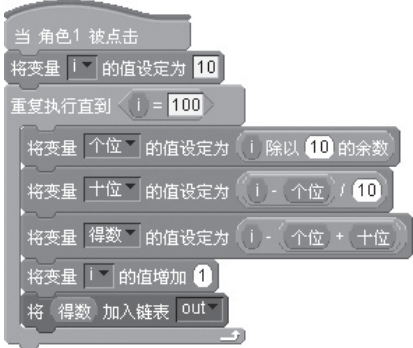 当 角色1 被点击
将变量 i 的值设定为 10
重复执行直到 i = 100
将变量 个位 的值设定为 i 除以 10 的余数
将变量 十位 的值设定为 i - 个位 / 10
将变量 得数 的值设定为 i - 个位 + 十位
将变量 i 的值增加 1
将 得数 加入链表 out